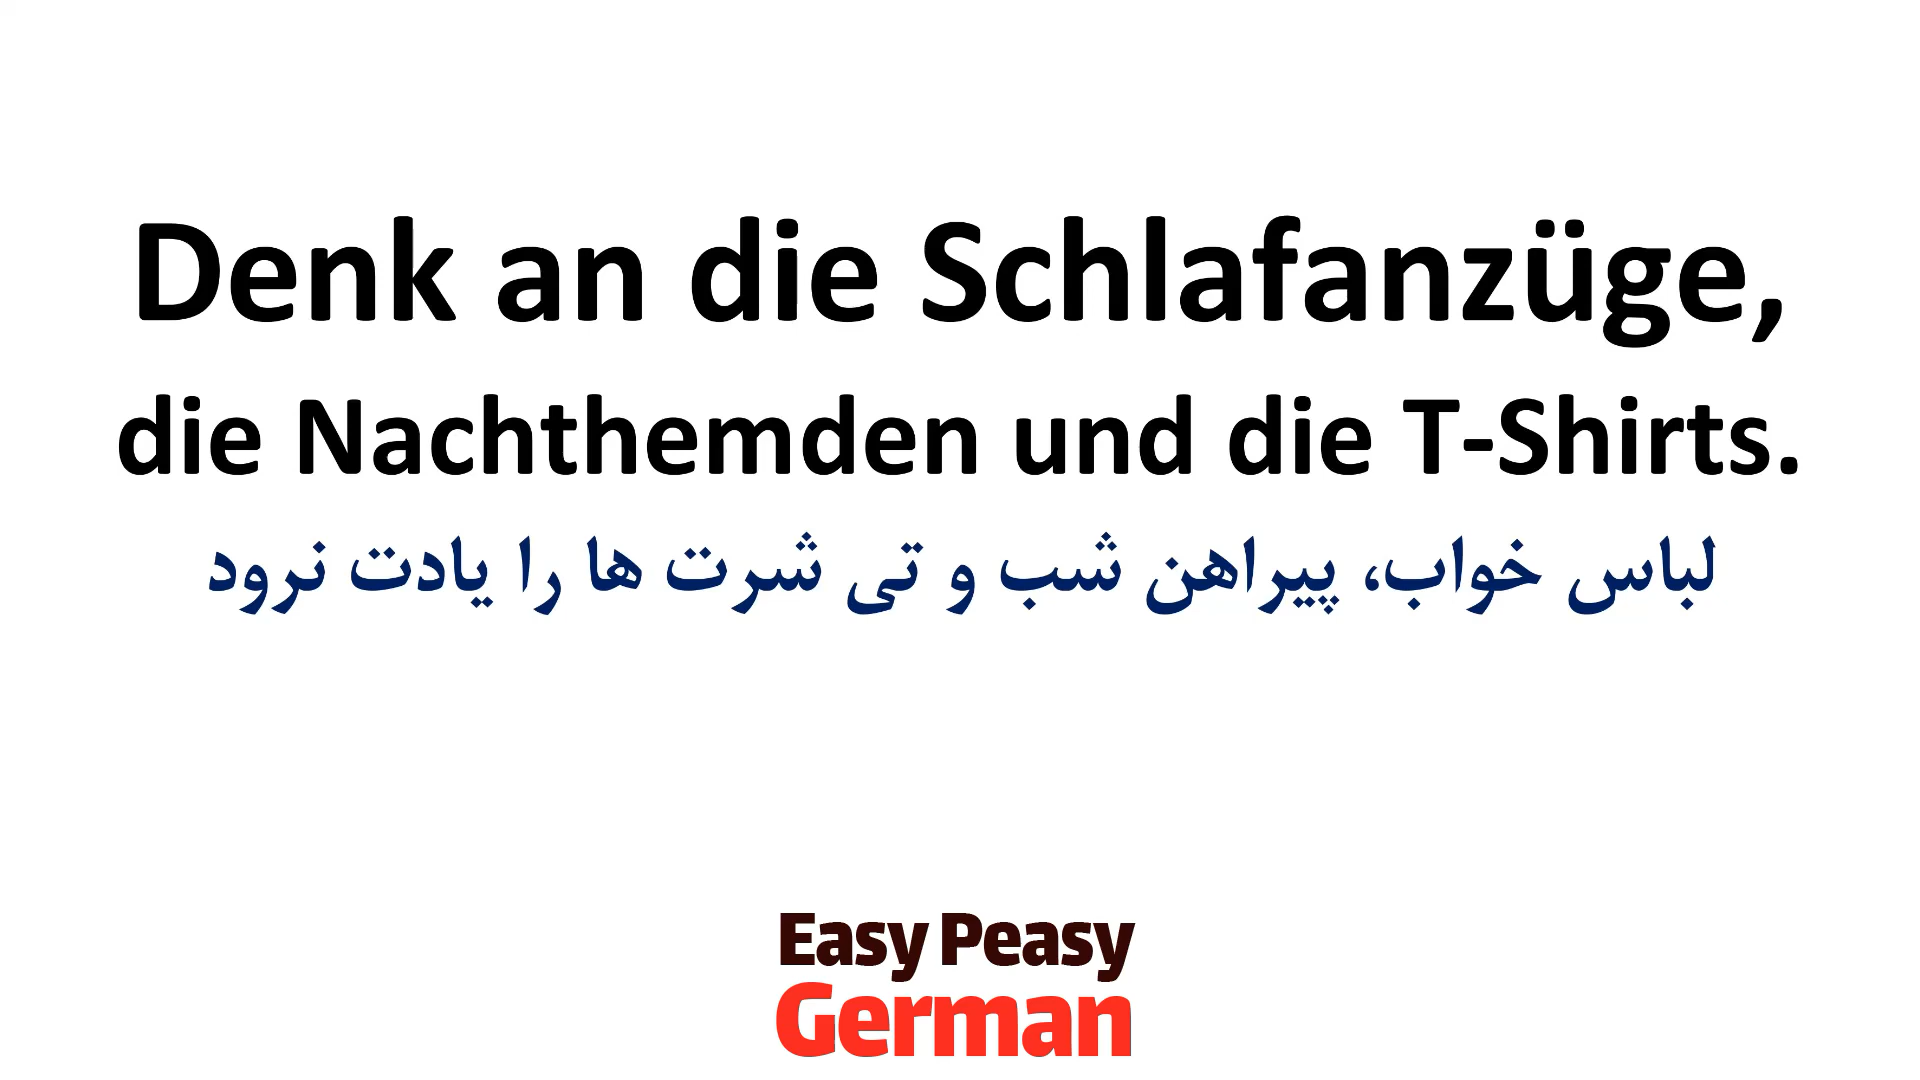 Denk an die Schlafanzüge,
die Nachthemden und die T-Shirts.
لباس خواب، پیراهن شب و تی شرت ها را یادت نرود
Easy Peasy
German